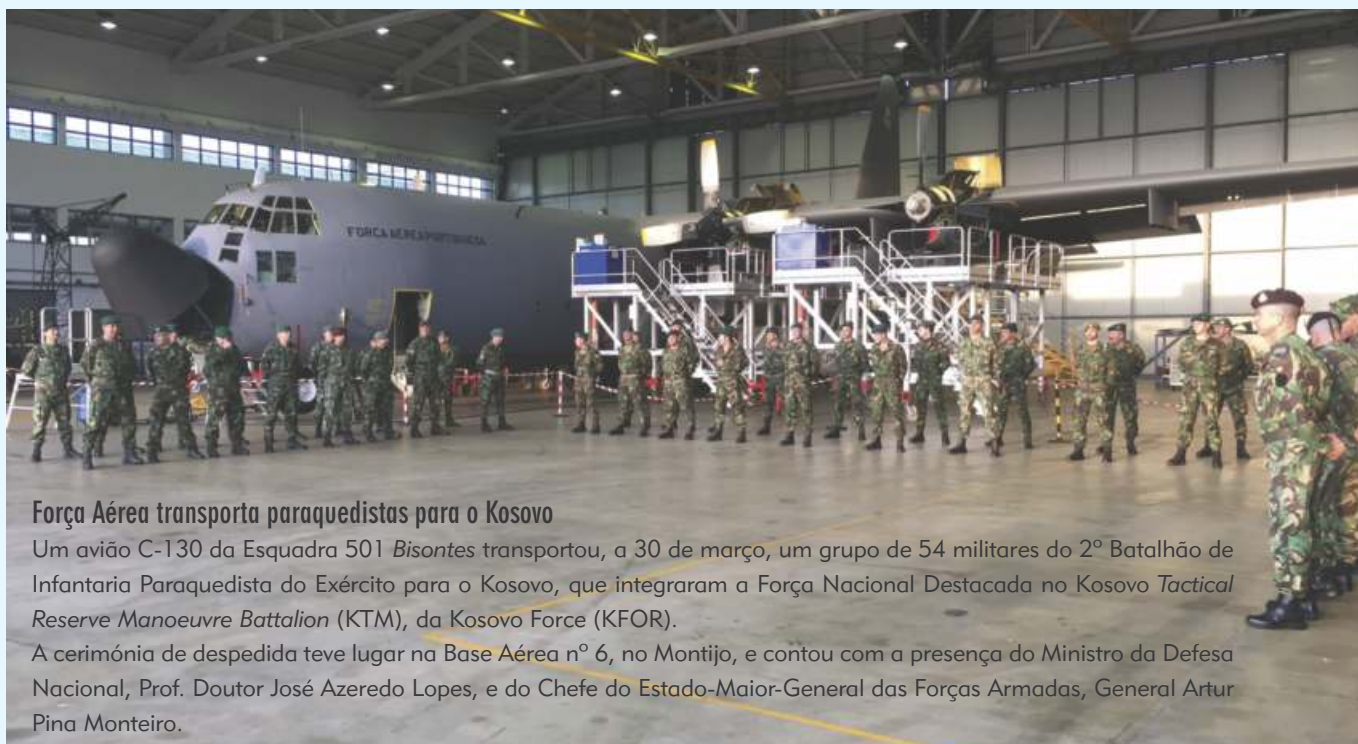 FORÇA AÉREA PORTUGUESA
Força Aérea transporta paraquedistas para o Kosovo
Um avião C-130 da Esquadra 501 Bisontes transportou, a 30 de março, um grupo de 54 militares do 2º Batalhão de
Infantaria Paraquedista do Exército para o Kosovo, que integraram a Força Nacional Destacada no Kosovo Tactical
Reserve Manoeuvre Battalion (KTM), da Kosovo Force (KFOR).
A cerimónia de despedida teve lugar na Base Aérea nº 6, no Montijo, e contou com a presença do Ministro da Defesa
Nacional, Prof. Doutor José Azeredo Lopes, e do Chefe do Estado-Maior-General das Forças Armadas, General Artur
Pina Monteiro.